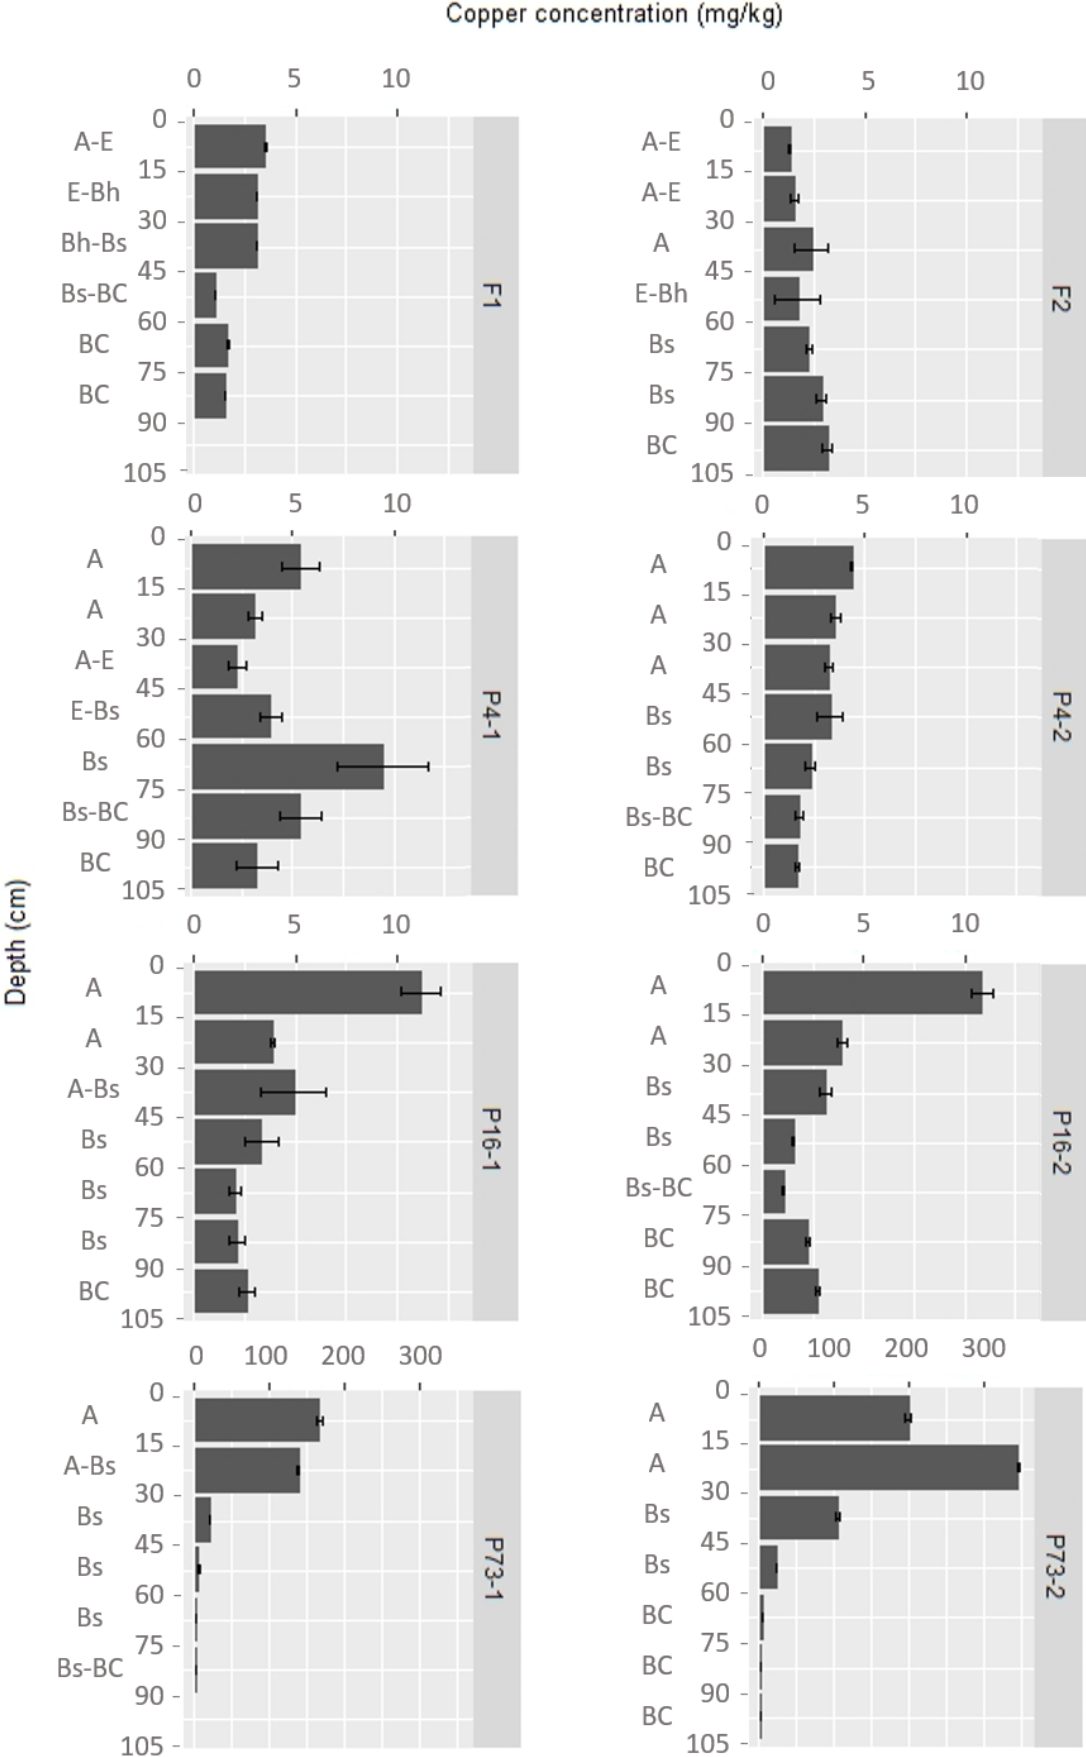 Copper concentration (mg/kg)
0 5 10
0
A-E
15
E-Bh
30
Bh-Bs
45
Bs-BC
60
BC
75
BC
90
105
F1
0 5 10
0
A-E
15
A-E
30
A
45
E-Bh
60
Bs
75
Bs
90
BC
105
F2
0 5 10
0
A
15
A
30
A-E
45
E-Bs
60
Bs
75
Bs-BC
90
BC
105
P4-1
0 5 10
0
A
15
A
30
A
45
Bs
60
Bs
75
Bs-BC
90
BC
105
P4-2
Depth (cm)
0 5 10
0
A
15
A
30
A-Bs
45
Bs
60
Bs
75
Bs
90
BC
105
P16-1
0 5 10
0
A
15
A
30
Bs
45
Bs
60
Bs-BC
75
BC
90
BC
105
P16-2
0 100 200 300
0
A
15
A-Bs
30
Bs
45
Bs
60
Bs
75
Bs-BC
90
105
P73-1
0 100 200 300
0
A
15
A
30
Bs
45
Bs
60
BC
75
BC
90
BC
105
P73-2